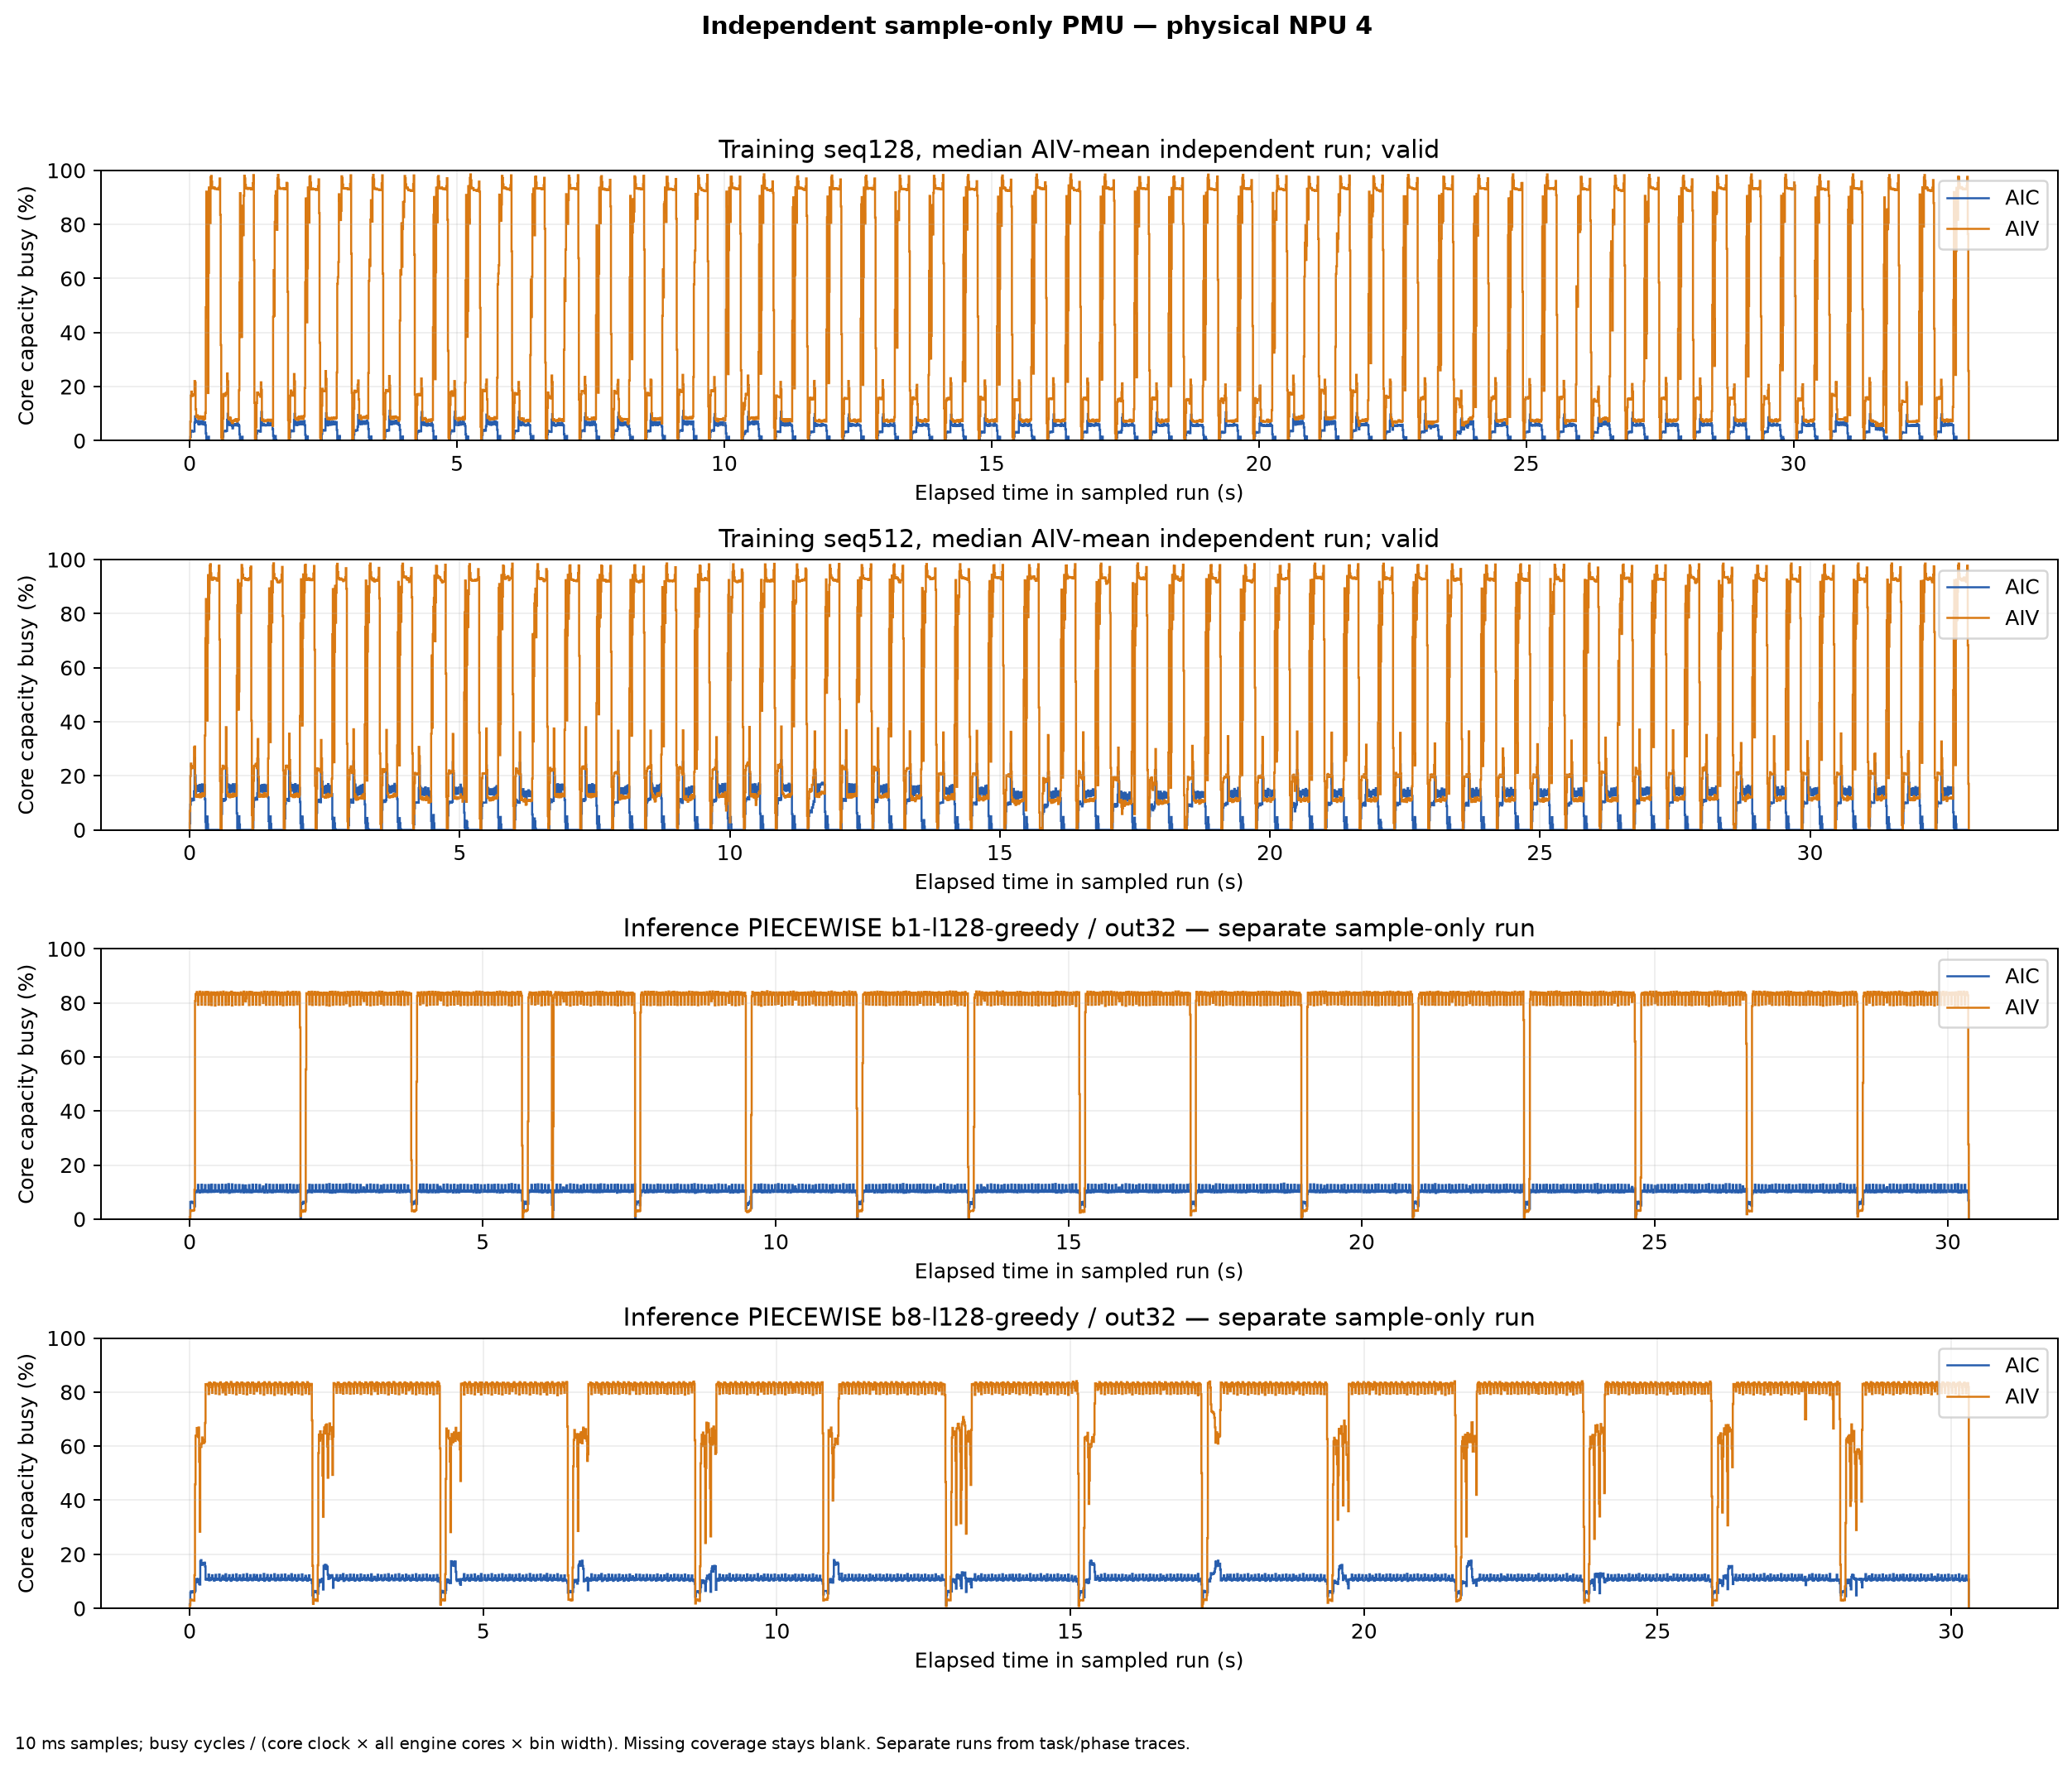 Independent sample-only PMU — physical NPU 4
Training seq128, median AIV-mean independent run; valid
Core capacity busy (%)
100
80
60
40
20
0
AIC
AIV
0 5 10 15 20 25 30
Elapsed time in sampled run (s)
Training seq512, median AIV-mean independent run; valid
Core capacity busy (%)
100
80
60
40
20
0
AIC
AIV
0 5 10 15 20 25 30
Elapsed time in sampled run (s)
Inference PIECEWISE b1-l128-greedy / out32 — separate sample-only run
Core capacity busy (%)
100
80
60
40
20
0
AIC
AIV
0 5 10 15 20 25 30
Elapsed time in sampled run (s)
Inference PIECEWISE b8-l128-greedy / out32 — separate sample-only run
Core capacity busy (%)
100
80
60
40
20
0
AIC
AIV
0 5 10 15 20 25 30
Elapsed time in sampled run (s)
10 ms samples; busy cycles / (core clock × all engine cores × bin width). Missing coverage stays blank. Separate runs from task/phase traces.